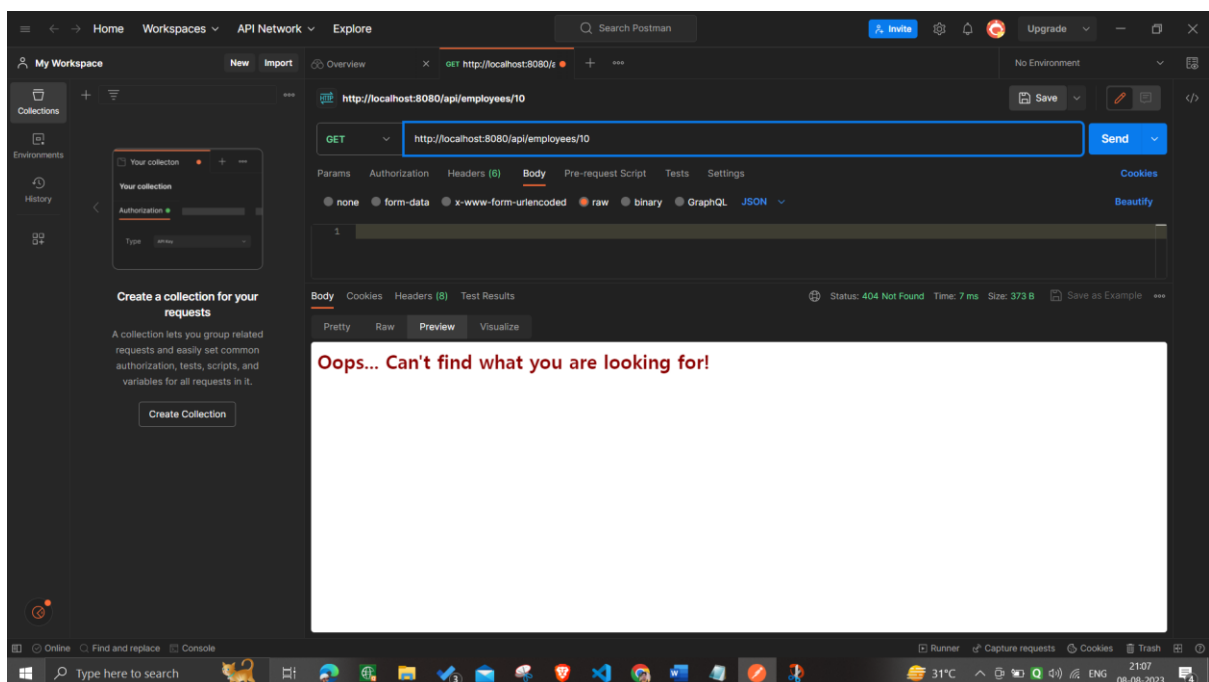 Home Workspaces API Network Explore Search Postman Invite Upgrade
My Workspace New Import Overview GET http://localhost:8080/ No Environment
Collections
Environments
History
Your collecton
Your collection
Authorization
Type API Key
Create a collection for your
requests
A collection lets you group related
requests and easily set common
authorization, tests, scripts, and
variables for all requests in it.
Create Collection
HTTP http://localhost:8080/api/employees/10 Save
GET http://localhost:8080/api/employees/10 Send
Params Authorization Headers (6) Body Pre-request Script Tests Settings Cookies
none form-data x-www-form-urlencoded raw binary GraphQL JSON Beautify
1
Body Cookies Headers (8) Test Results Status: 404 Not Found Time: 7 ms Size: 373 B Save as Example
Pretty Raw Preview Visualize
Oops... Can't find what you are looking for!
Online Find and replace Console Runner Capture requests Cookies Trash
Type here to search 31°C ENG 21:07
08-08-2023